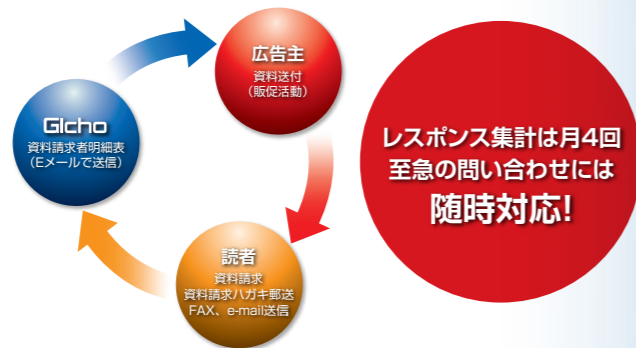 広告主
資料送付
（販促活動）
GIcho
資料請求者明細表
（Eメールで送信）
読者
資料請求
資料請求ハガキ郵送
FAX、e-mail送信
レスポンス集計は月4回
至急の問い合わせには
随時対応!